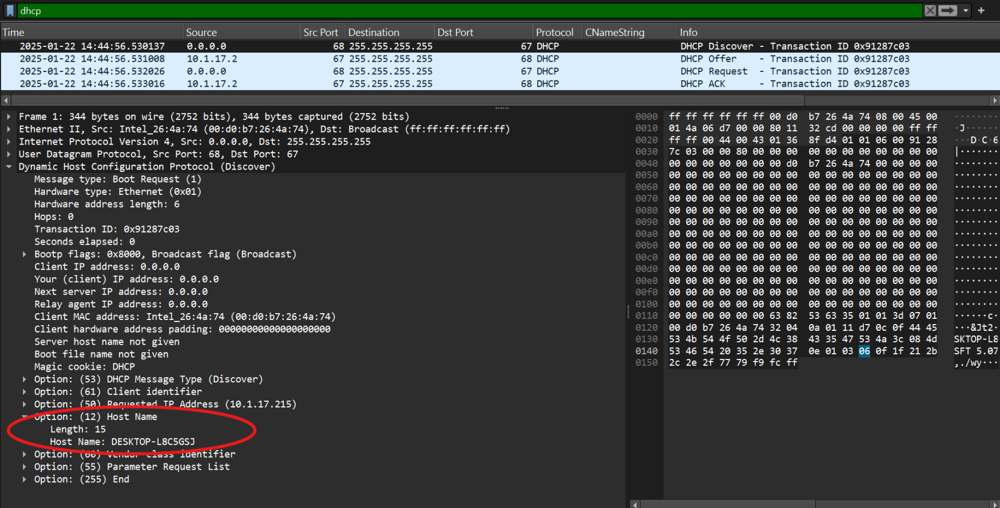 dhcp
Time Source Src Port Destination Dst Port Protocol CNameString Info
2025-01-22 14:44:56.530137 0.0.0.0 68 255.255.255.255 67 DHCP DHCP Discover - Transaction ID 0x91287c03
2025-01-22 14:44:56.531008 10.1.17.2 67 255.255.255.255 68 DHCP DHCP Offer - Transaction ID 0x91287c03
2025-01-22 14:44:56.532026 0.0.0.0 68 255.255.255.255 67 DHCP DHCP Request - Transaction ID 0x91287c03
2025-01-22 14:44:56.533016 10.1.17.2 67 255.255.255.255 68 DHCP DHCP ACK - Transaction ID 0x91287c03
Frame 1: 344 bytes on wire (2752 bits), 344 bytes captured (2752 bits)
Ethernet II, Src: Intel_26:4a:74 (00:d0:b7:26:4a:74), Dst: Broadcast (ff:ff:ff:ff:ff:ff)
Internet Protocol Version 4, Src: 0.0.0.0, Dst: 255.255.255.255
User Datagram Protocol, Src Port: 68, Dst Port: 67
Dynamic Host Configuration Protocol (Discover)
Message type: Boot Request (1)
Hardware type: Ethernet (0x01)
Hardware address length: 6
Hops: 0
Transaction ID: 0x91287c03
Seconds elapsed: 0
Bootp flags: 0x8000, Broadcast flag (Broadcast)
Client IP address: 0.0.0.0
Your (client) IP address: 0.0.0.0
Next server IP address: 0.0.0.0
Relay agent IP address: 0.0.0.0
Client MAC address: Intel_26:4a:74 (00:d0:b7:26:4a:74)
Client hardware address padding: 00000000000000000000
Server host name not given
Boot file name not given
Magic cookie: DHCP
Option: (53) DHCP Message Type (Discover)
Option: (61) Client identifier
Option: (50) Requested IP Address (10.1.17.215)
Option: (12) Host Name
Length: 15
Host Name: DESKTOP-L8C5GSJ
Option: (60) Vendor class identifier
Option: (55) Parameter Request List
Option: (255) End
0000 ff ff ff ff ff ff 00 d0 b7 26 4a 74 08 00 45 00 ········
0010 01 4a 06 d7 00 00 80 11 32 cd 00 00 00 00 ff ff ·J······
0020 ff ff 00 44 00 43 01 36 8f d4 01 01 06 00 91 28 ···D·C·6
0030 7c 03 00 00 80 00 00 00 00 00 00 00 00 00 00 00 |·······
0040 00 00 00 00 00 00 00 d0 b7 26 4a 74 00 00 00 00 ········
0050 00 00 00 00 00 00 00 00 00 00 00 00 00 00 00 00 ········
0060 00 00 00 00 00 00 00 00 00 00 00 00 00 00 00 00 ········
0070 00 00 00 00 00 00 00 00 00 00 00 00 00 00 00 00 ········
0080 00 00 00 00 00 00 00 00 00 00 00 00 00 00 00 00 ········
0090 00 00 00 00 00 00 00 00 00 00 00 00 00 00 00 00 ········
00a0 00 00 00 00 00 00 00 00 00 00 00 00 00 00 00 00 ········
00b0 00 00 00 00 00 00 00 00 00 00 00 00 00 00 00 00 ········
00c0 00 00 00 00 00 00 00 00 00 00 00 00 00 00 00 00 ········
00d0 00 00 00 00 00 00 00 00 00 00 00 00 00 00 00 00 ········
00e0 00 00 00 00 00 00 00 00 00 00 00 00 00 00 00 00 ········
00f0 00 00 00 00 00 00 00 00 00 00 00 00 00 00 00 00 ········
0100 00 00 00 00 00 00 00 00 00 00 00 00 00 00 00 00 ········
0110 00 00 00 00 00 00 63 82 53 63 35 01 01 3d 07 01 ······c·
0120 00 d0 b7 26 4a 74 32 04 0a 01 11 d7 0c 0f 44 45 ···&Jt2·
0130 53 4b 54 4f 50 2d 4c 38 43 35 47 53 4a 3c 08 4d SKTOP-L8
0140 53 46 54 20 35 2e 30 37 0e 01 03 06 0f 1f 21 2b SFT 5.07
0150 2c 2e 2f 77 79 f9 fc ff ,./wy···